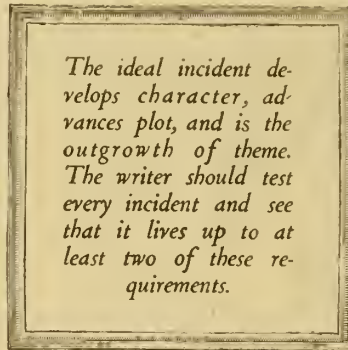 The ideal incident de-
velops character, ad-
vances plot, and is the
outgrowth of theme.
The writer should test
every incident and see
that it lives up to at
least two of these re-
quirements.